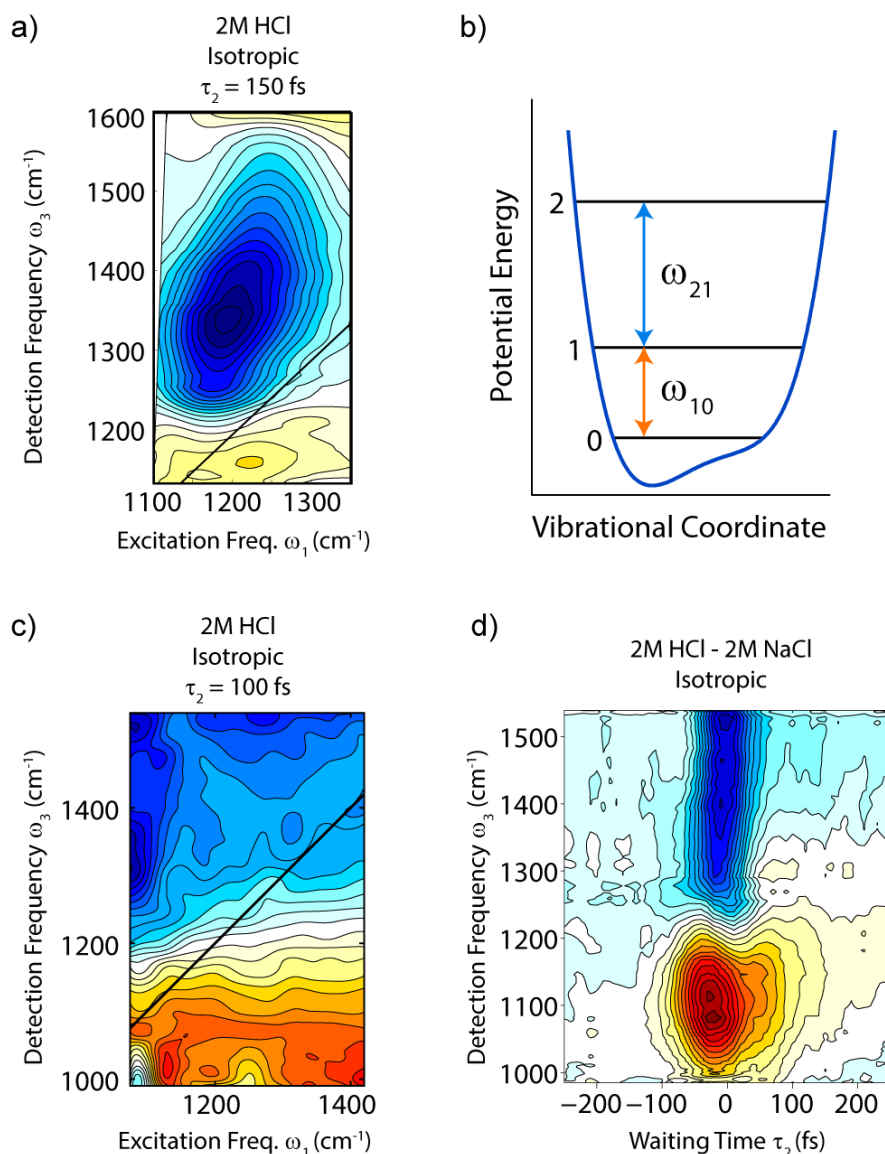 a)
2M HCl
Isotropic
τ₂ = 150 fs
1600
1500
1400
1300
1200
Detection Frequency ω₃ (cm⁻¹)
1100 1200 1300
Excitation Freq. ω₁ (cm⁻¹)
b)
Potential Energy
2
ω₂₁
1
ω₁₀
0
Vibrational Coordinate
c)
2M HCl
Isotropic
τ₂ = 100 fs
1400
1200
1000
Detection Frequency ω₃ (cm⁻¹)
1200 1400
Excitation Freq. ω₁ (cm⁻¹)
d)
2M HCl - 2M NaCl
Isotropic
1500
1400
1300
1200
1100
1000
Detection Frequency ω₃ (cm⁻¹)
−200 −100 0 100 200
Waiting Time τ₂ (fs)